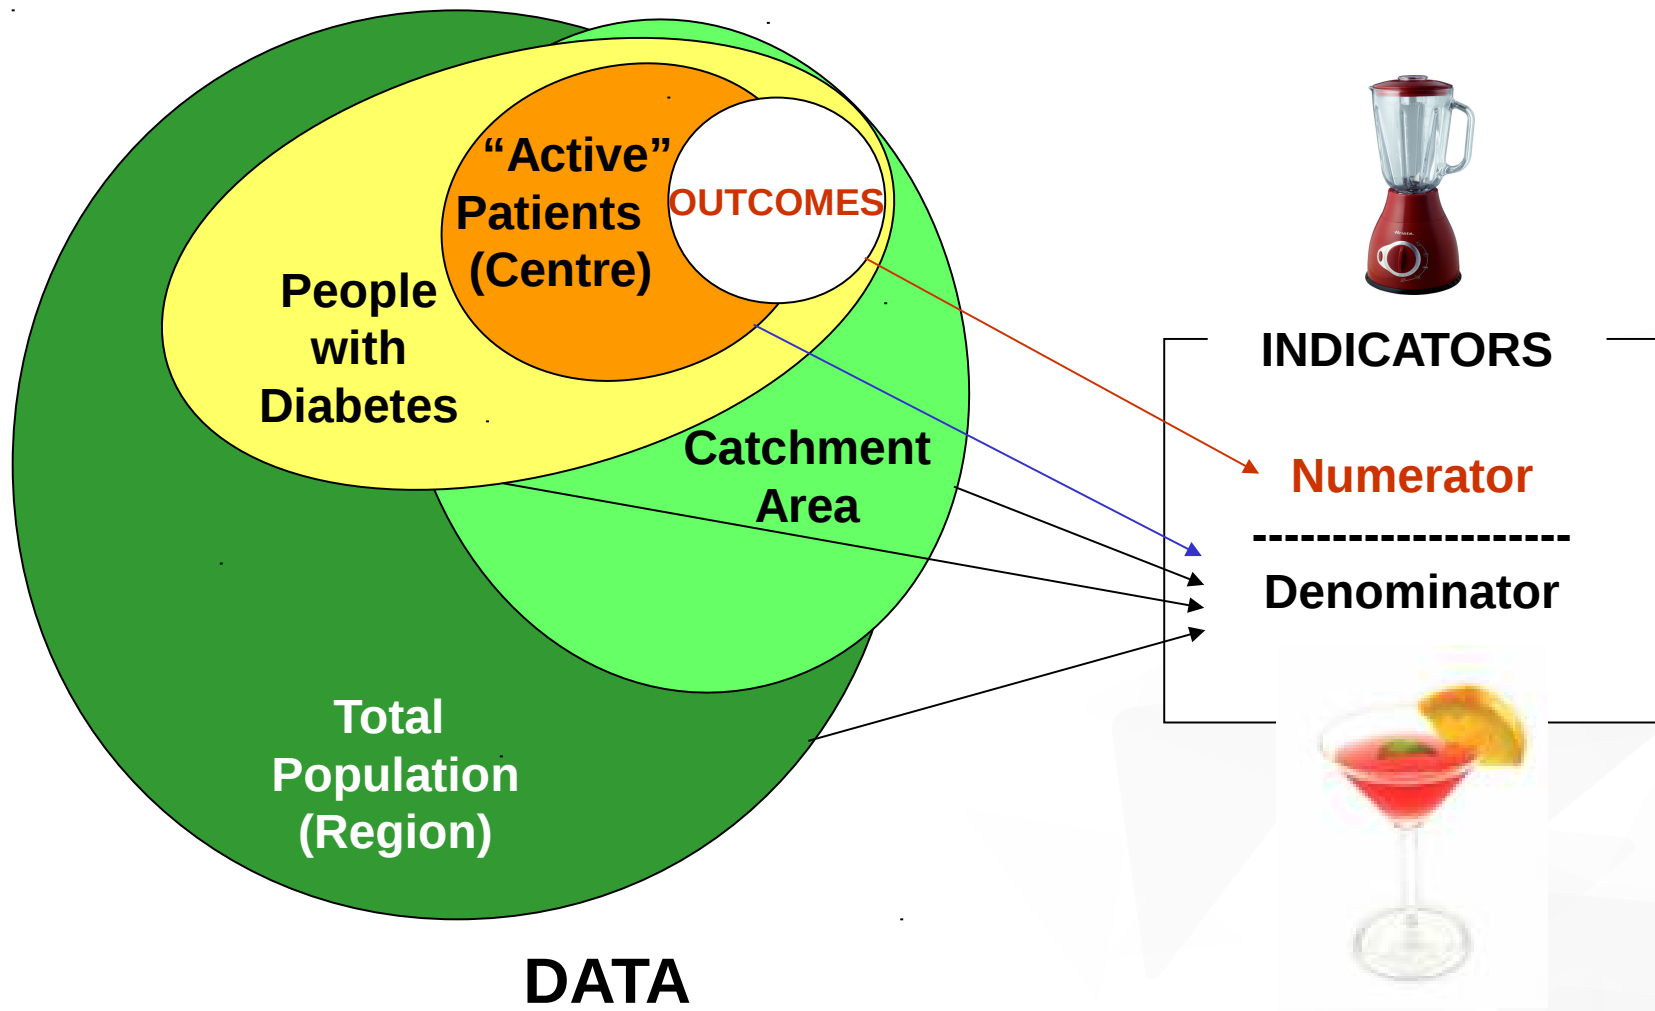 “Active”
Patients
(Centre)
OUTCOMES
People
with
Diabetes
Catchment
Area
Total
Population
(Region)
DATA
INDICATORS
Numerator
--------------------
Denominator